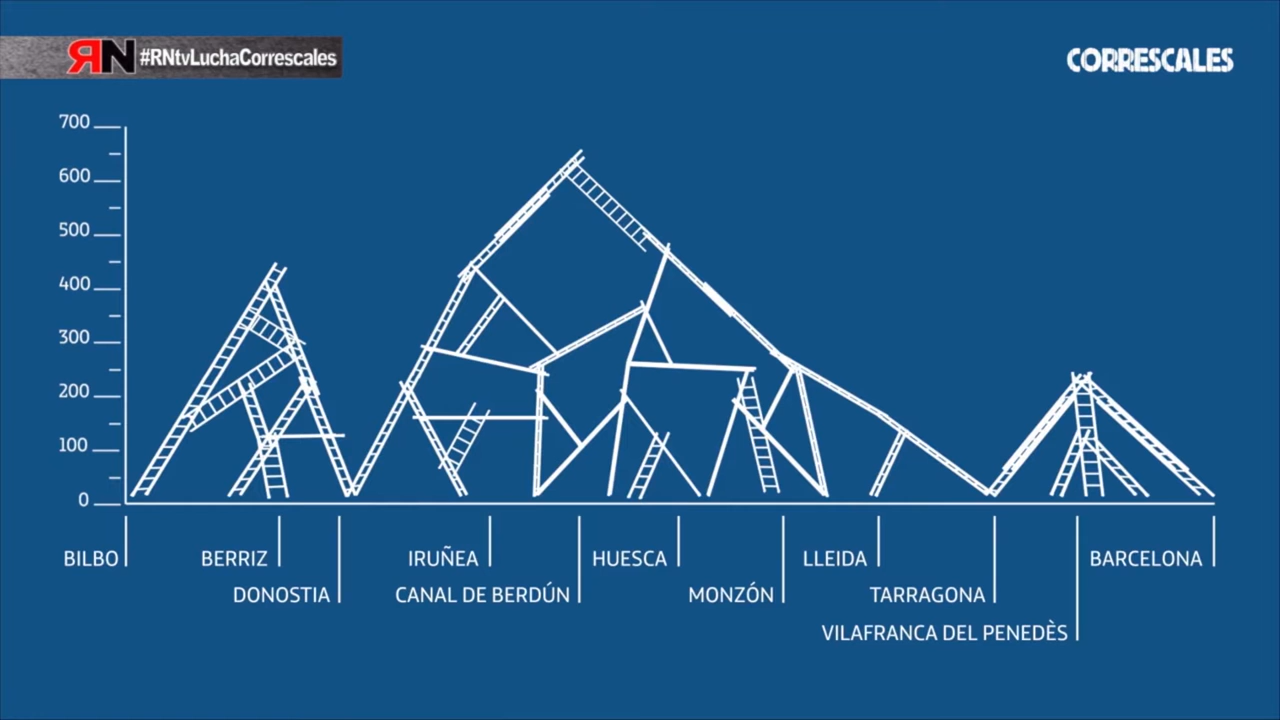 ЯN #RNtvLuchaCorrescales
CORRESCALES
700
600
500
400
300
200
100
0
BILBO
BERRIZ
IRUÑEA
HUESCA
LLEIDA
BARCELONA
DONOSTIA
CANAL DE BERDÚN
MONZÓN
TARRAGONA
VILAFRANCA DEL PENEDÈS